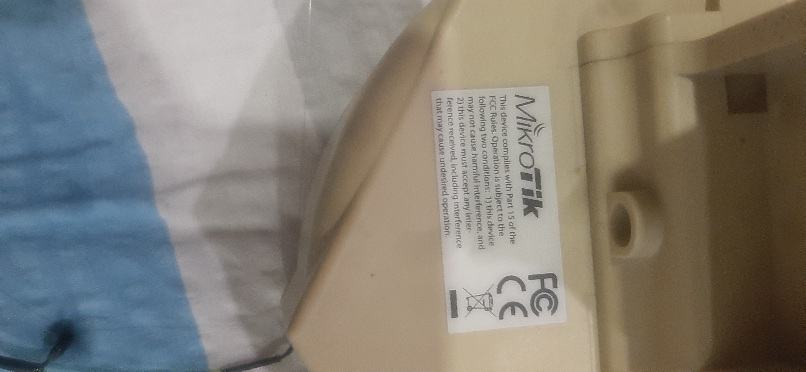 MikroTik
This device complies with Part 15 of the
FCC Rules. Operation is subject to the
following two conditions: 1) this device
may not cause harmful interference, and
2) this device must accept any inter-
ference received, including interference
that may cause undesired operation.
FC
CE